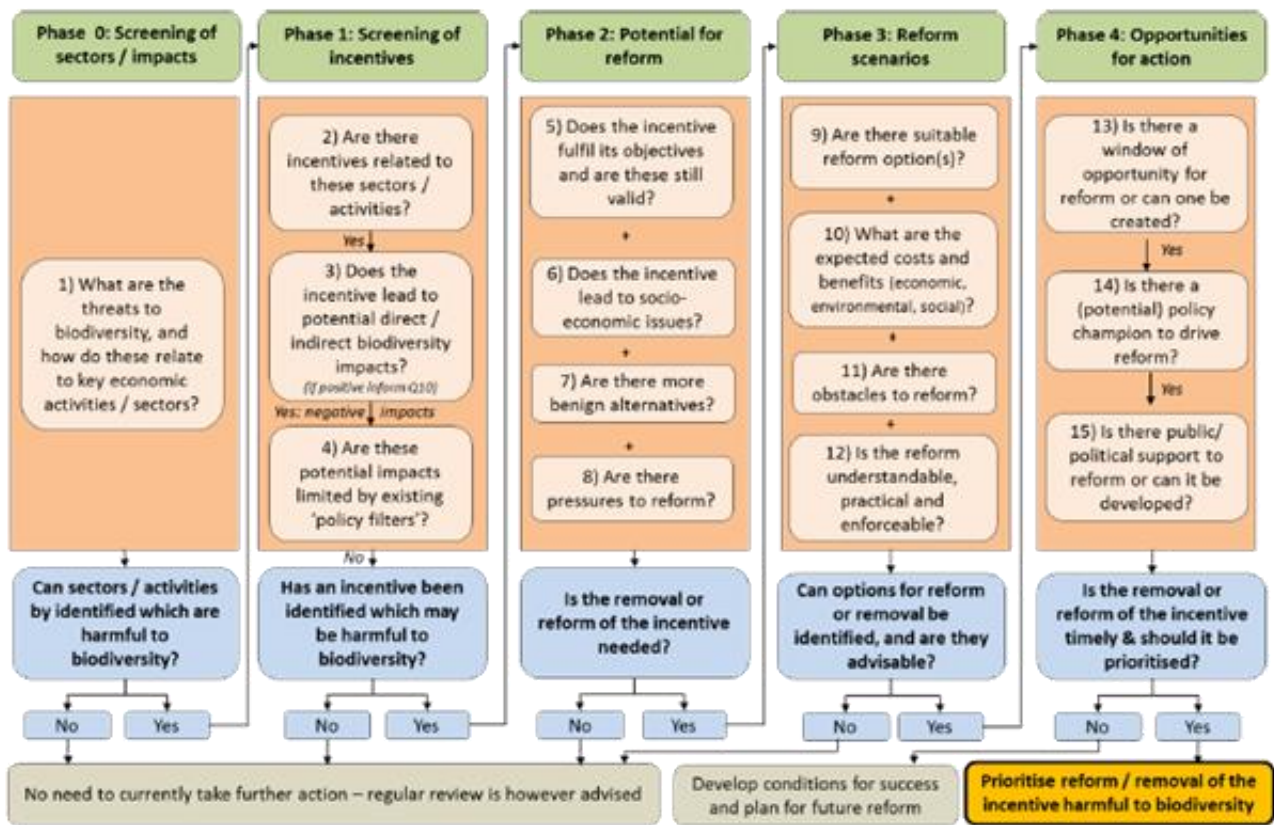 Phase 0: Screening of
sectors / impacts
1) What are the
threats to
biodiversity, and
how do these relate
to key economic
activities / sectors?
Can sectors / activities
by identified which are
harmful to
biodiversity?
No
Yes
Phase 1: Screening of
incentives
2) Are there
incentives related to
these sectors /
activities?
Yes
3) Does the
incentive lead to
potential direct /
indirect biodiversity
impacts?
(if positive inform Q10)
Yes: negative impacts
4) Are these
potential impacts
limited by existing
'policy filters'?
No
Has an incentive been
identified which may
be harmful to
biodiversity?
No
Yes
Phase 2: Potential for
reform
5) Does the incentive
fulfil its objectives
and are these still
valid?
+
6) Does the incentive
lead to socio-
economic issues?
+
7) Are there more
benign alternatives?
+
8) Are there
pressures to reform?
Is the removal or
reform of the incentive
needed?
No
Yes
Phase 3: Reform
scenarios
9) Are there suitable
reform option(s)?
+
10) What are the
expected costs and
benefits (economic,
environmental, social)?
+
11) Are there
obstacles to reform?
+
12) Is the reform
understandable,
practical and
enforceable?
Can options for reform
or removal be
identified, and are they
advisable?
No
Yes
Phase 4: Opportunities
for action
13) Is there a
window of
opportunity for
reform or can one be
created?
Yes
14) Is there a
(potential) policy
champion to drive
reform?
Yes
15) Is there public/
political support to
reform or can it be
developed?
Is the removal or
reform of the incentive
timely & should it be
prioritised?
No
Yes
No need to currently take further action – regular review is however advised
Develop conditions for success
and plan for future reform
Prioritise reform / removal of the
incentive harmful to biodiversity